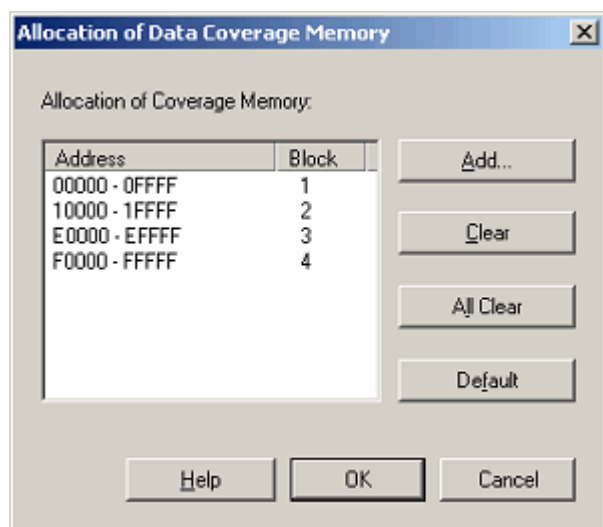 Allocation of Data Coverage Memory
Allocation of Coverage Memory:
Address Block
00000 - 0FFFF 1
10000 - 1FFFF 2
E0000 - EFFFF 3
F0000 - FFFFF 4
Add...
Clear
All Clear
Default
Help OK Cancel